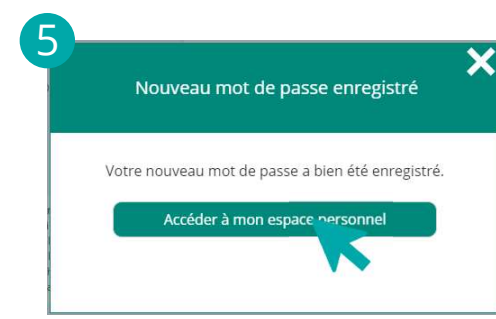 5
Nouveau mot de passe enregistré
Votre nouveau mot de passe a bien été enregistré.
Accéder à mon espace personnel